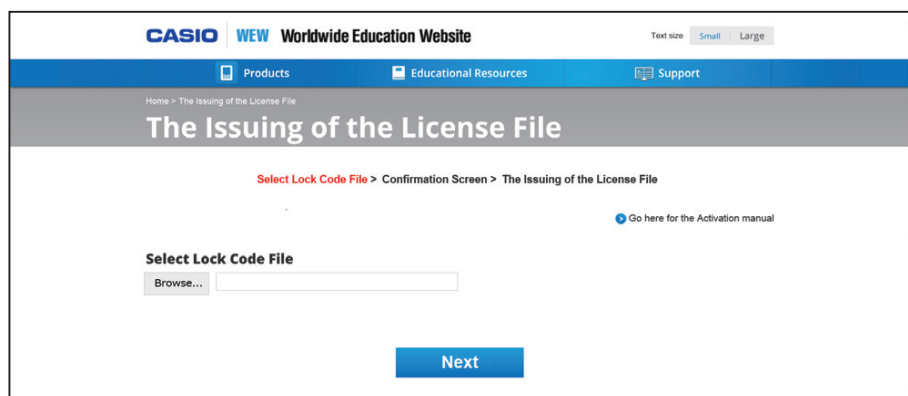 CASIO WEW Worldwide Education Website Text size Small Large
Products Educational Resources Support
Home > The Issuing of the License File
The Issuing of the License File
Select Lock Code File > Confirmation Screen > The Issuing of the License File
Go here for the Activation manual
Select Lock Code File
Browse...
Next